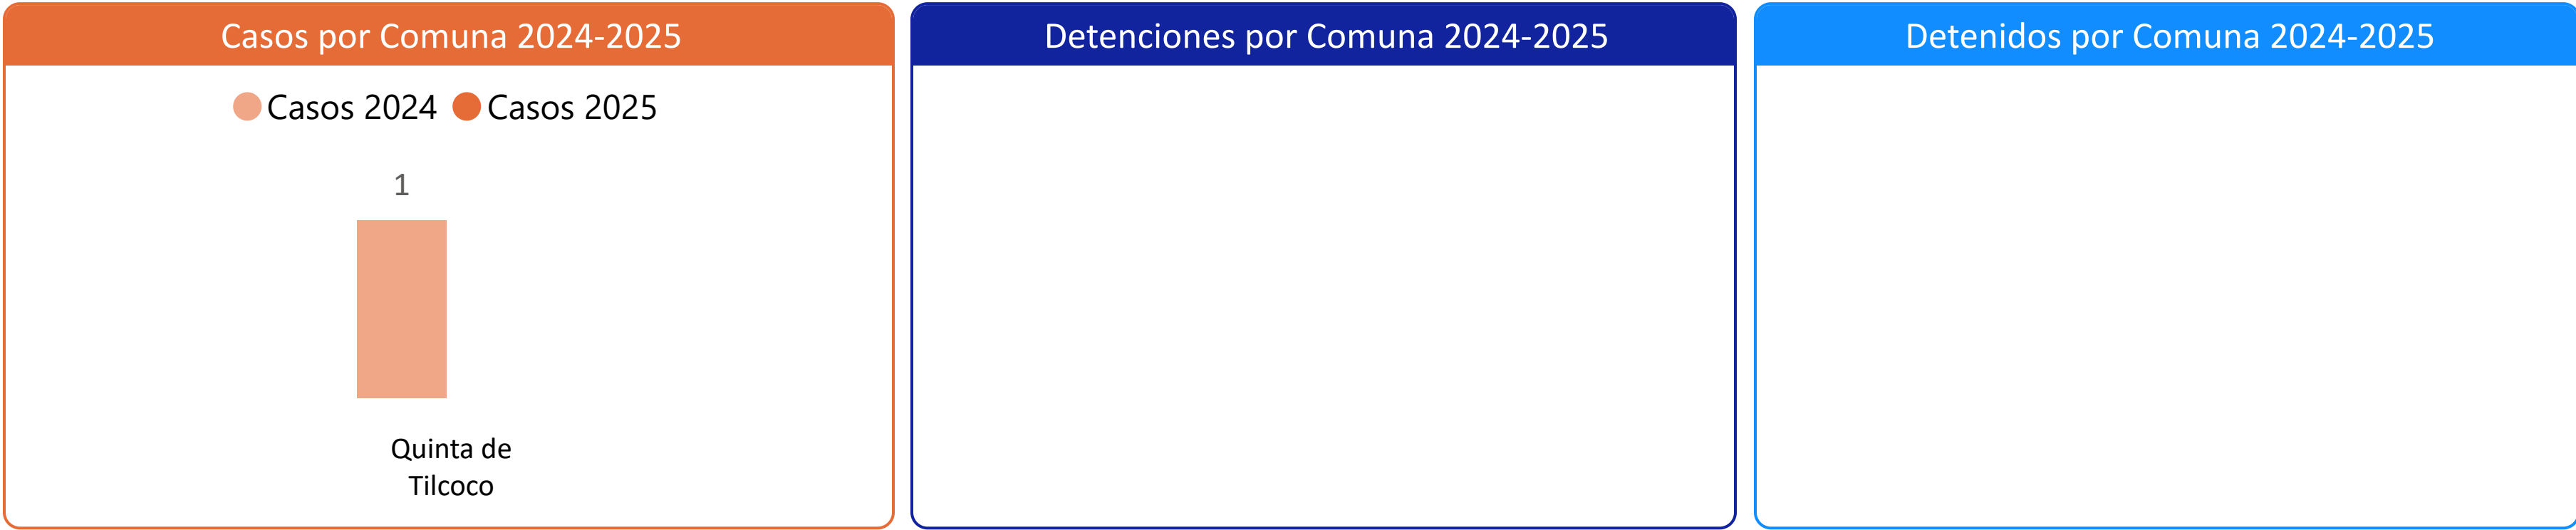 Casos por Comuna 2024-2025
Casos 2024 Casos 2025
1
Quinta de
Tilcoco
Detenciones por Comuna 2024-2025
Detenidos por Comuna 2024-2025